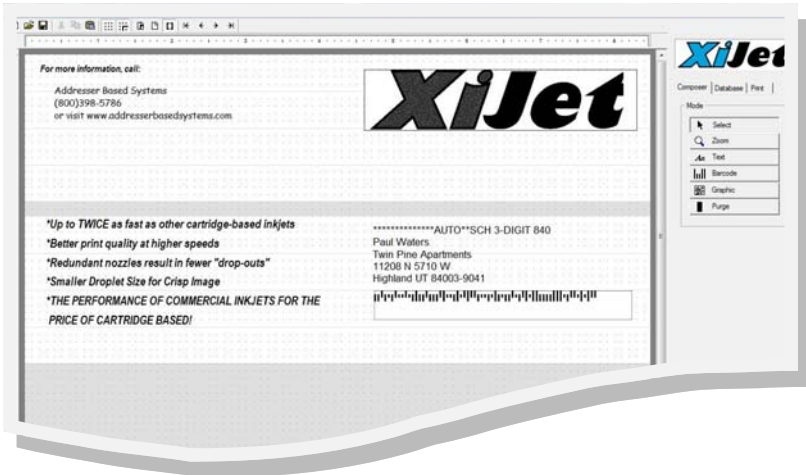 For more information, call:
Addresser Based Systems
(800)398-5786
or visit www.addresserbasedsystems.com
XiJet
*Up to TWICE as fast as other cartridge-based inkjets
*Better print quality at higher speeds
*Redundant nozzles result in fewer "drop-outs"
*Smaller Droplet Size for Crisp Image
*THE PERFORMANCE OF COMMERCIAL INKJETS FOR THE
PRICE OF CARTRIDGE BASED!
**************AUTO**SCH 3-DIGIT 840
Paul Waters
Twin Pine Apartments
11208 N 5710 W
Highland UT 84003-9041
XiJet
Composer Database Print
Mode
Select
Zoom
Text
Barcode
Graphic
Purge